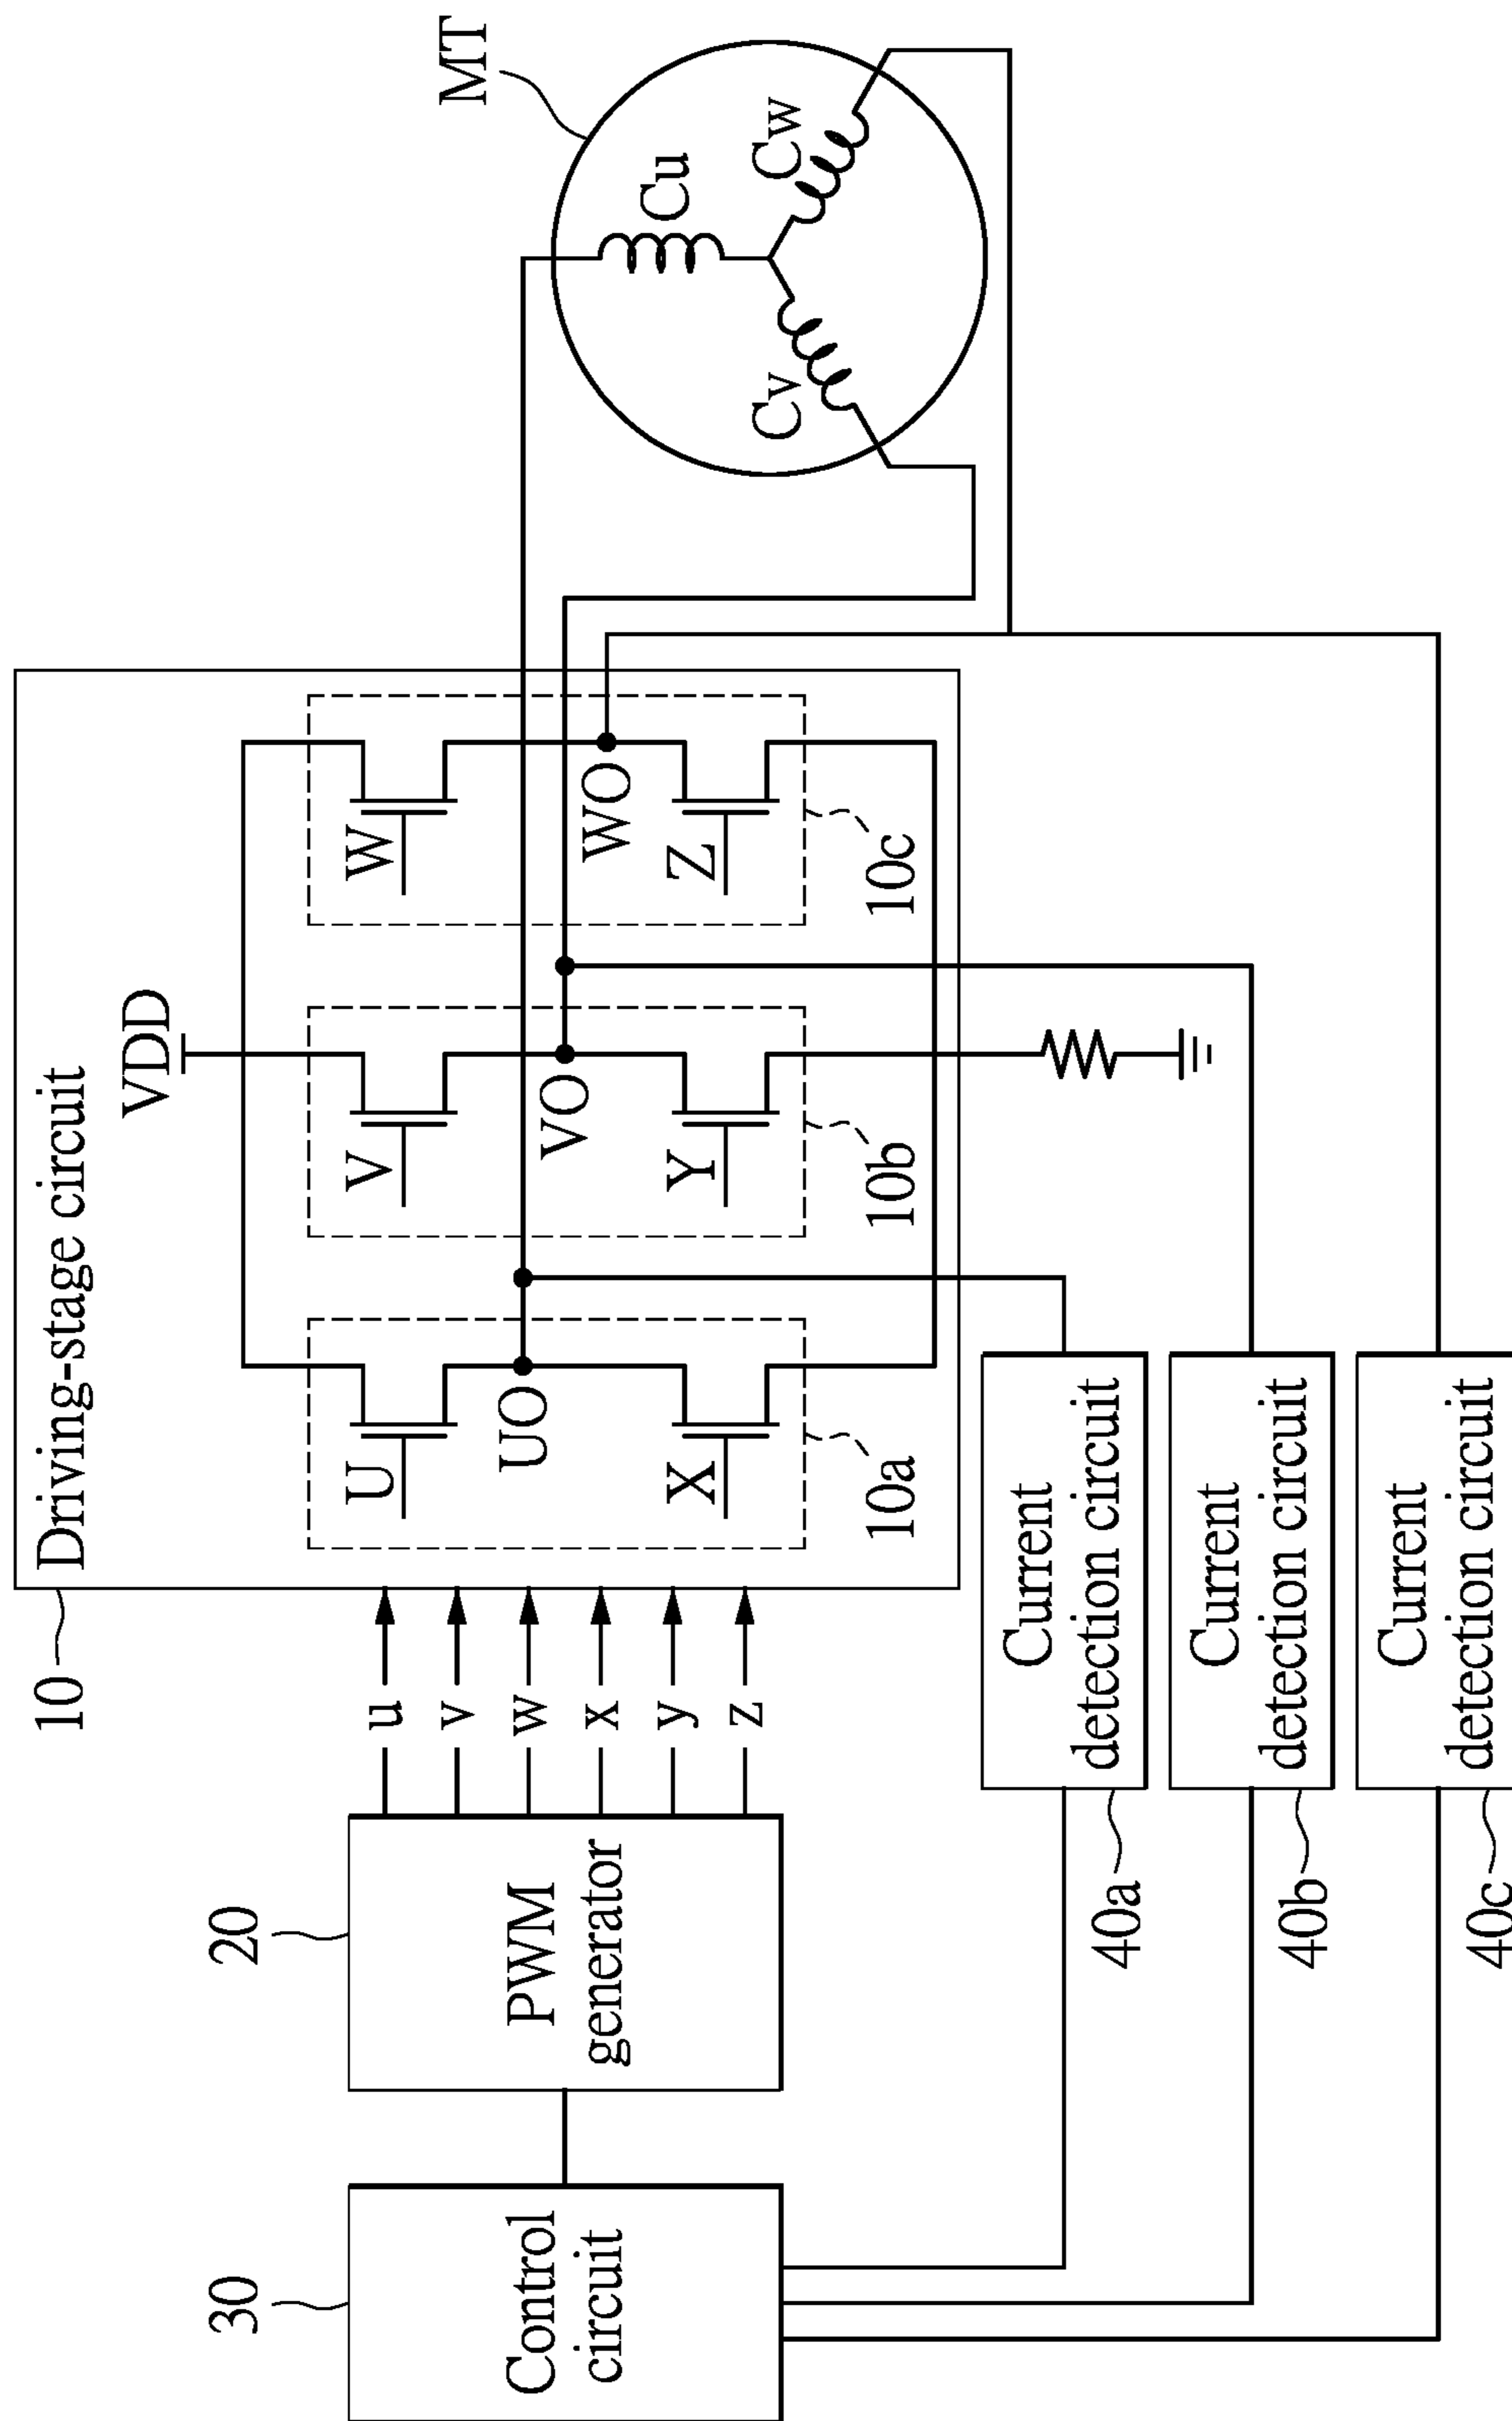 10
Driving-stage circuit
VDD
U
V
W
UO
VO
WO
X
Y
Z
10a
10b
10c
MT
Cu
Cv
Cw
30
Control
circuit
20
PWM
generator
u
v
w
x
y
z
Current
detection circuit
40a
Current
detection circuit
40b
Current
detection circuit
40c